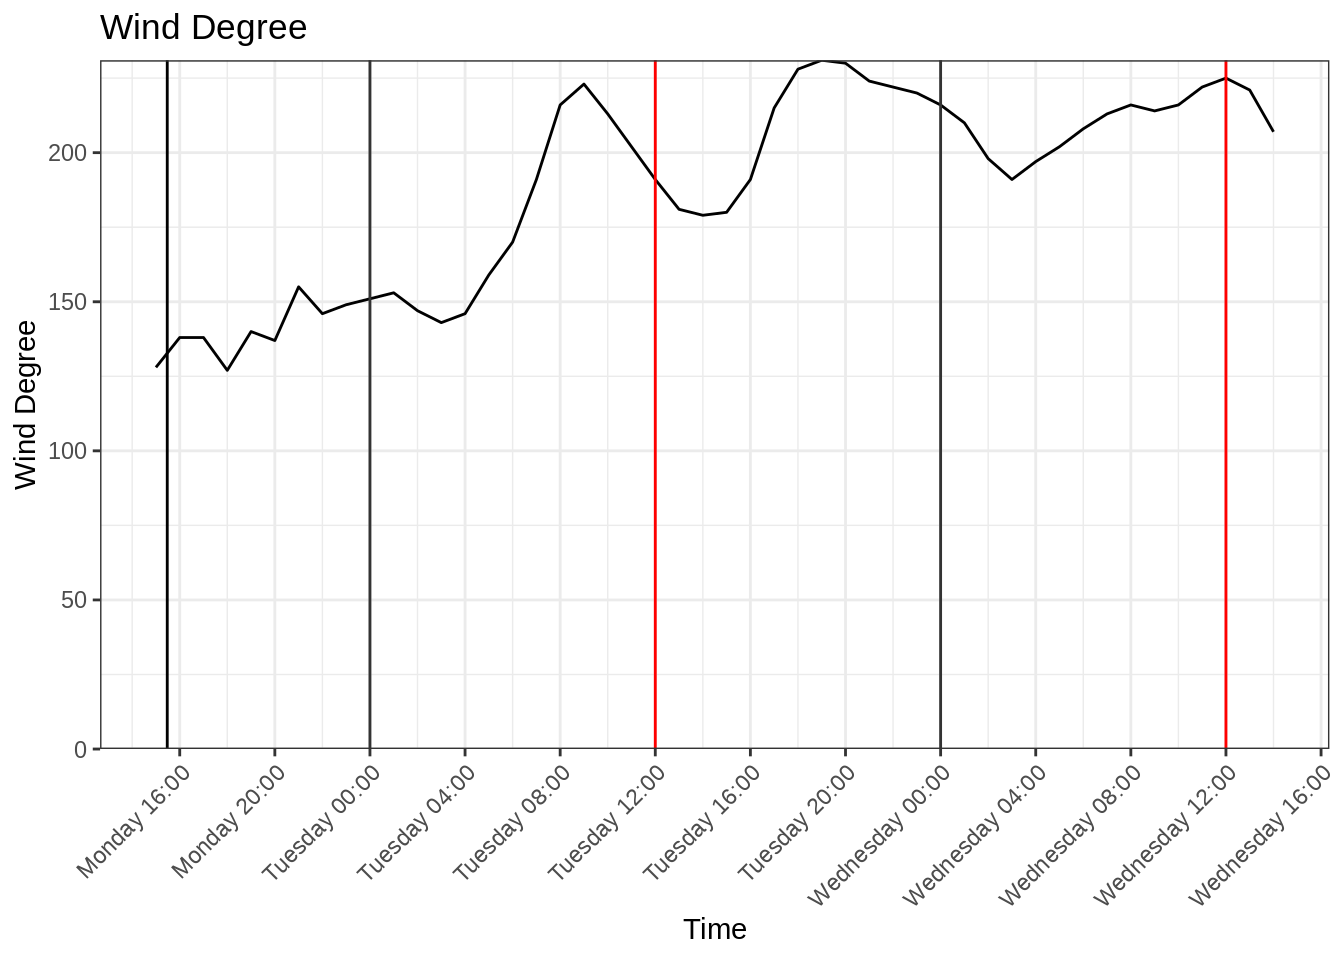 Wind Degree
Wind Degree
200
150
100
50
0
Monday 16:00
Monday 20:00
Tuesday 00:00
Tuesday 04:00
Tuesday 08:00
Tuesday 12:00
Tuesday 16:00
Tuesday 20:00
Wednesday 00:00
Wednesday 04:00
Wednesday 08:00
Wednesday 12:00
Wednesday 16:00
Time